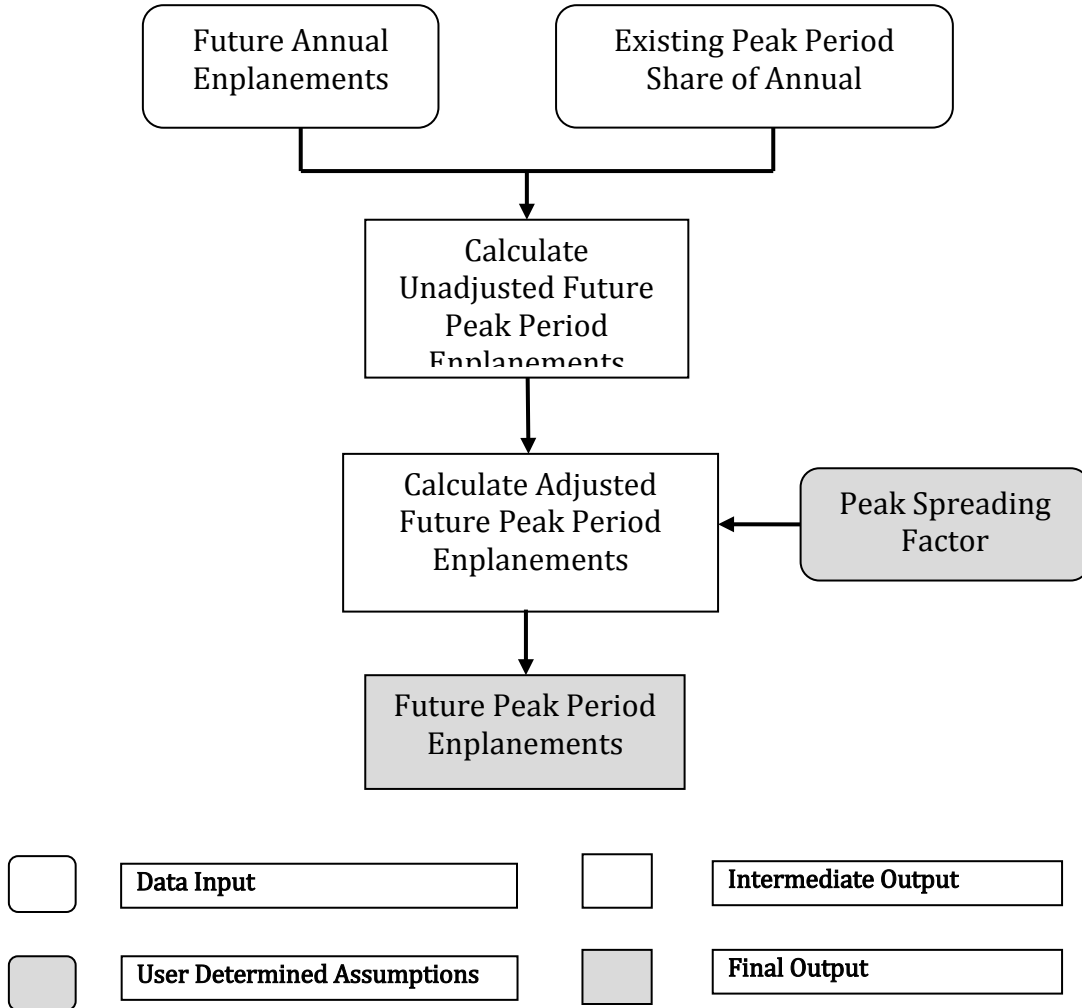 Future Annual
Enplanements
Existing Peak Period
Share of Annual
Calculate
Unadjusted Future
Peak Period
Enplanements
Calculate Adjusted
Future Peak Period
Enplanements
Peak Spreading
Factor
Future Peak Period
Enplanements
Data Input
Intermediate Output
User Determined Assumptions
Final Output